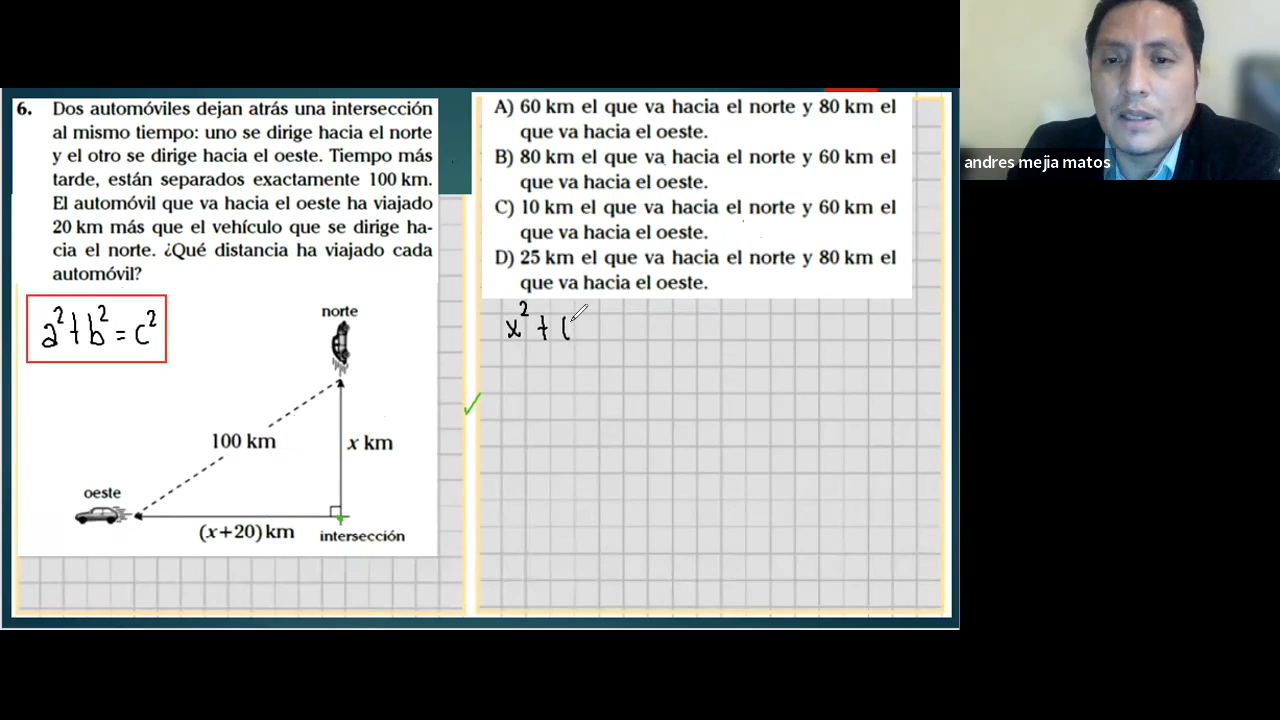 6. Dos automóviles dejan atrás una intersección
al mismo tiempo: uno se dirige hacia el norte
y el otro se dirige hacia el oeste. Tiempo más
tarde, están separados exactamente 100 km.
El automóvil que va hacia el oeste ha viajado
20 km más que el vehículo que se dirige ha-
cia el norte. ¿Qué distancia ha viajado cada
automóvil?
a² + b² = c²
norte
100 km
x km
oeste
(x+20) km
intersección
A) 60 km el que va hacia el norte y 80 km el
que va hacia el oeste.
B) 80 km el que va hacia el norte y 60 km el
que va hacia el oeste.
C) 10 km el que va hacia el norte y 60 km el
que va hacia el oeste.
D) 25 km el que va hacia el norte y 80 km el
que va hacia el oeste.
x² + (
andres mejia matos